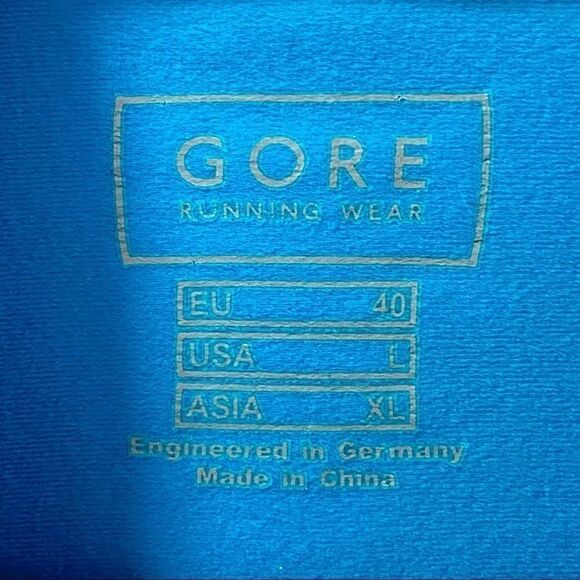 GORE
RUNNING WEAR
EU 40
USA L
ASIA XL
Engineered in Germany
Made in China